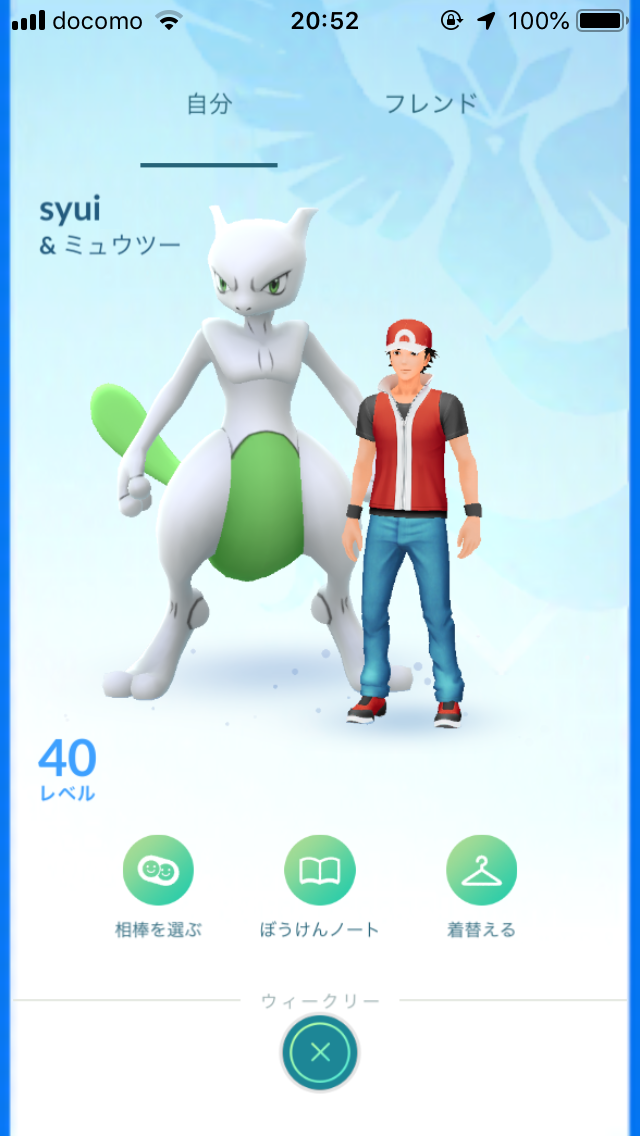 docomo 20:52 100%
自分 フレンド
syui
& ミュウツー
40
レベル
相棒を選ぶ ぼうけんノート 着替える
ウィークリー